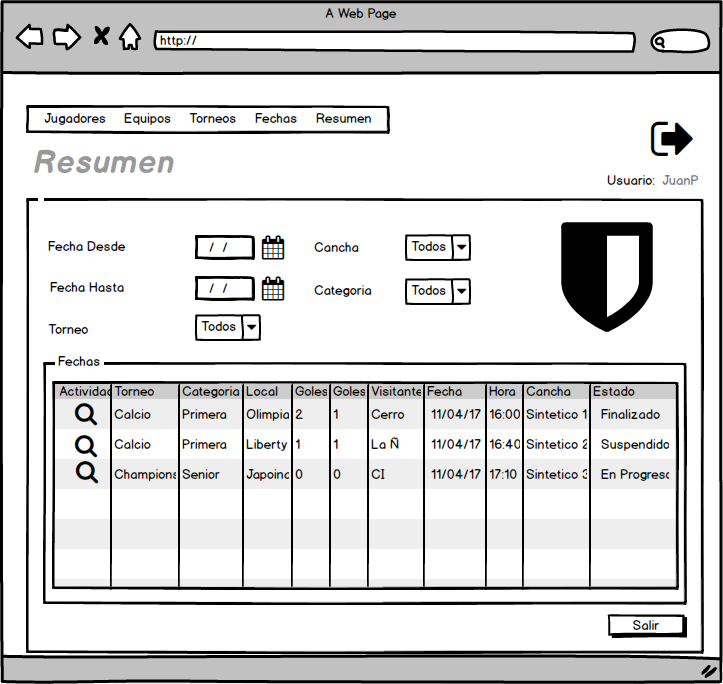 A Web Page
http://
Jugadores Equipos Torneos Fechas Resumen
Resumen
Usuario: JuanP
Fecha Desde / / Cancha Todos
Fecha Hasta / / Categoria Todos
Torneo Todos
Fechas
Activida Torneo Categoria Local Goles Goles Visitante Fecha Hora Cancha Estado
Calcio Primera Olimpia 2 1 Cerro 11/04/17 16:00 Sintetico 1 Finalizado
Calcio Primera Liberty 1 1 La Ñ 11/04/17 16:40 Sintetico 2 Suspendido
Champions Senior Japoinc 0 0 CI 11/04/17 17:10 Sintetico 3 En Progreso
Salir